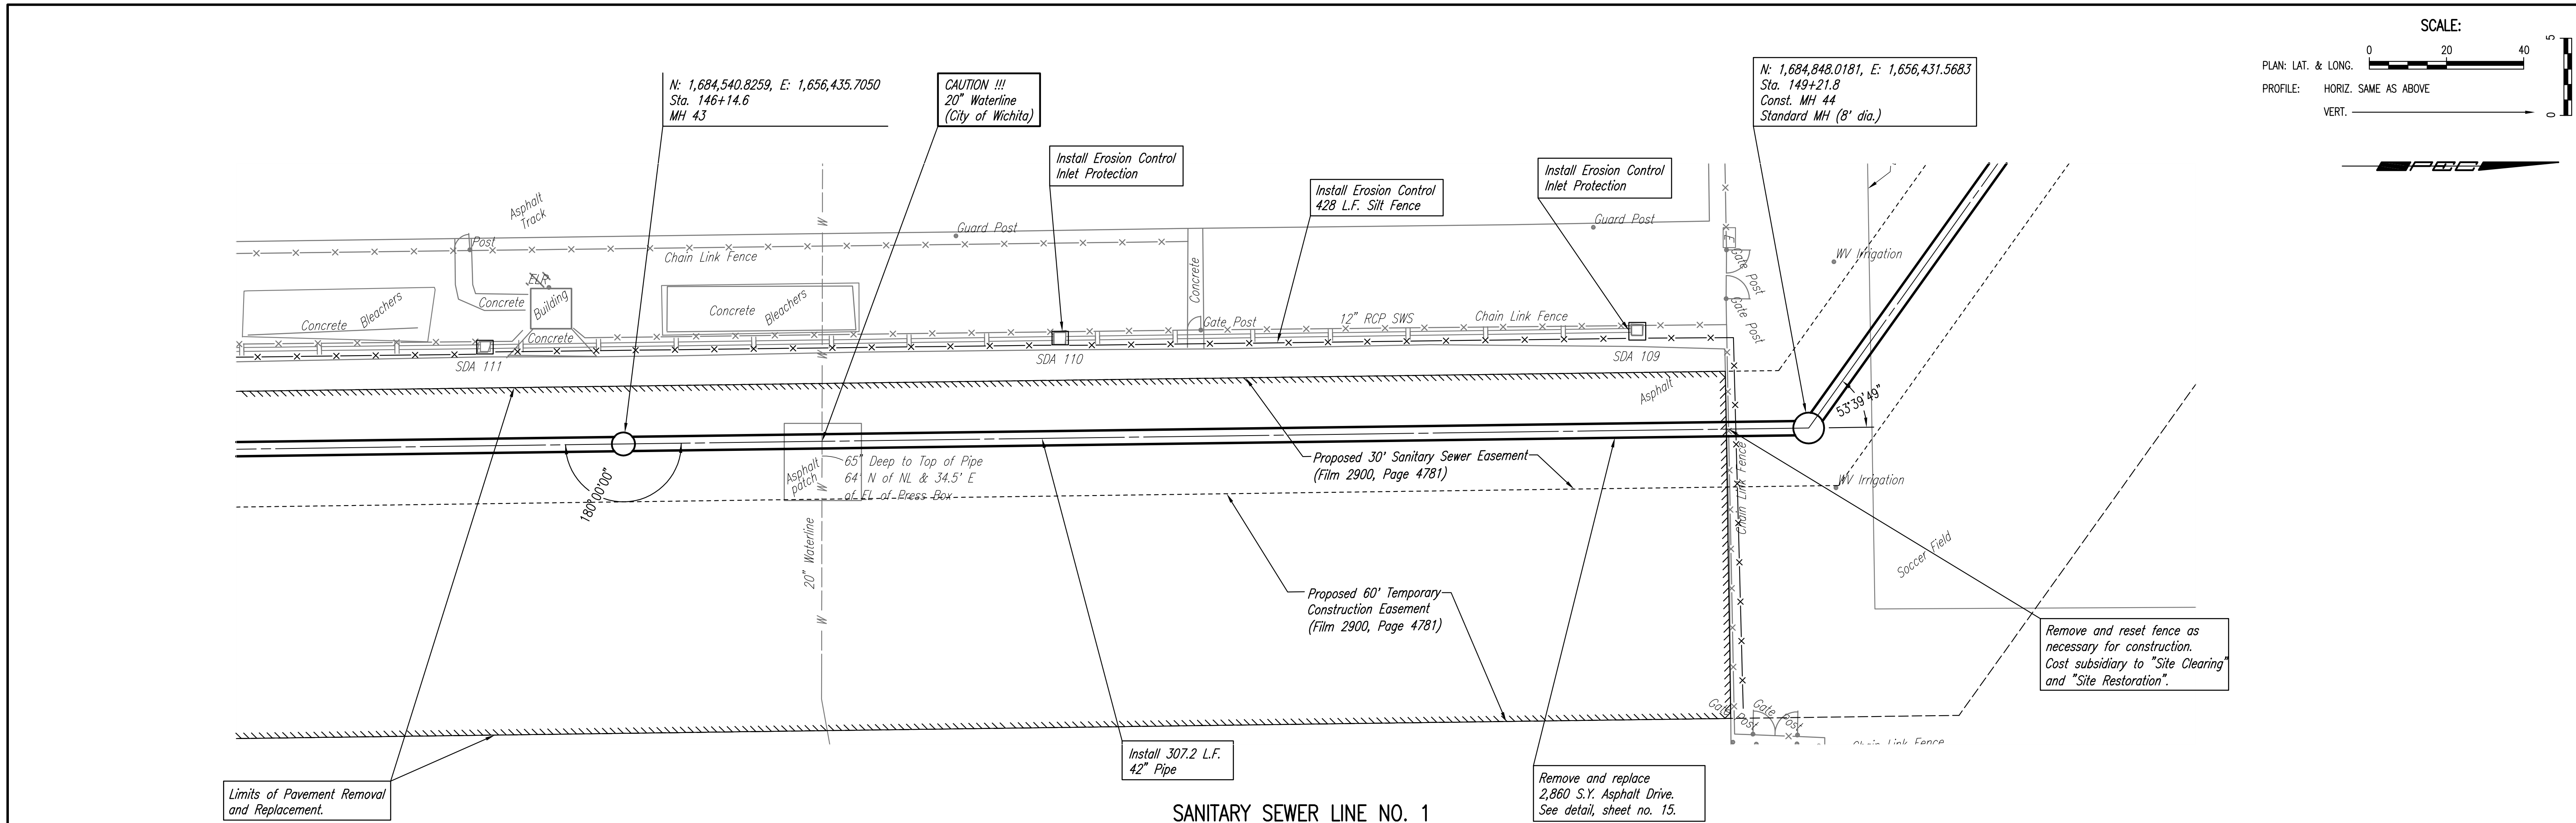 SCALE:
0 20 40
5
0
PLAN: LAT. & LONG.
PROFILE: HORIZ. SAME AS ABOVE
VERT.
PEC
N: 1,684,540.8259, E: 1,656,435.7050
Sta. 146+14.6
MH 43
CAUTION !!!
20" Waterline
(City of Wichita)
N: 1,684,848.0181, E: 1,656,431.5683
Sta. 149+21.8
Const. MH 44
Standard MH (8' dia.)
Install Erosion Control
Inlet Protection
Install Erosion Control
428 L.F. Silt Fence
Install Erosion Control
Inlet Protection
Asphalt
Track
Post
Guard Post
Guard Post
Chain Link Fence
W
Gate Post
WV Irrigation
Gate Post
Concrete
Building
Concrete
Bleachers
Concrete
Concrete
Bleachers
Concrete
Gate Post
12" RCP SWS
Chain Link Fence
SDA 111
W
SDA 110
SDA 109
Asphalt
53°39'49"
180°00'00"
Asphalt
patch
65" Deep to Top of Pipe
64' N of NL & 34.5' E
of EL of Press Box
W
Proposed 30' Sanitary Sewer Easement
(Film 2900, Page 4781)
Chain Link Fence
WV Irrigation
20" Waterline
W
Soccer Field
Proposed 60' Temporary
Construction Easement
(Film 2900, Page 4781)
Remove and reset fence as
necessary for construction.
Cost subsidiary to "Site Clearing"
and "Site Restoration".
Gate Post
Gate Post
Chain Link Fence
Install 307.2 L.F.
42" Pipe
Remove and replace
2,860 S.Y. Asphalt Drive.
See detail, sheet no. 15.
Limits of Pavement Removal
and Replacement.
SANITARY SEWER LINE NO. 1